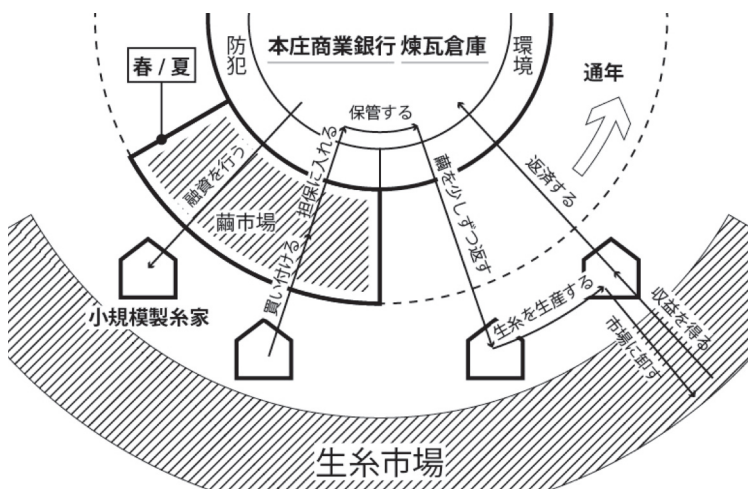 防犯
本庄商業銀行 煉瓦倉庫
環境
春 / 夏
通年
保管する
融資を行う
担保に入れる
繭を少しずつ返す
返済する
繭市場
買い付ける
小規模製糸家
生糸を生産する
収益を得る
市場に卸す
生糸市場